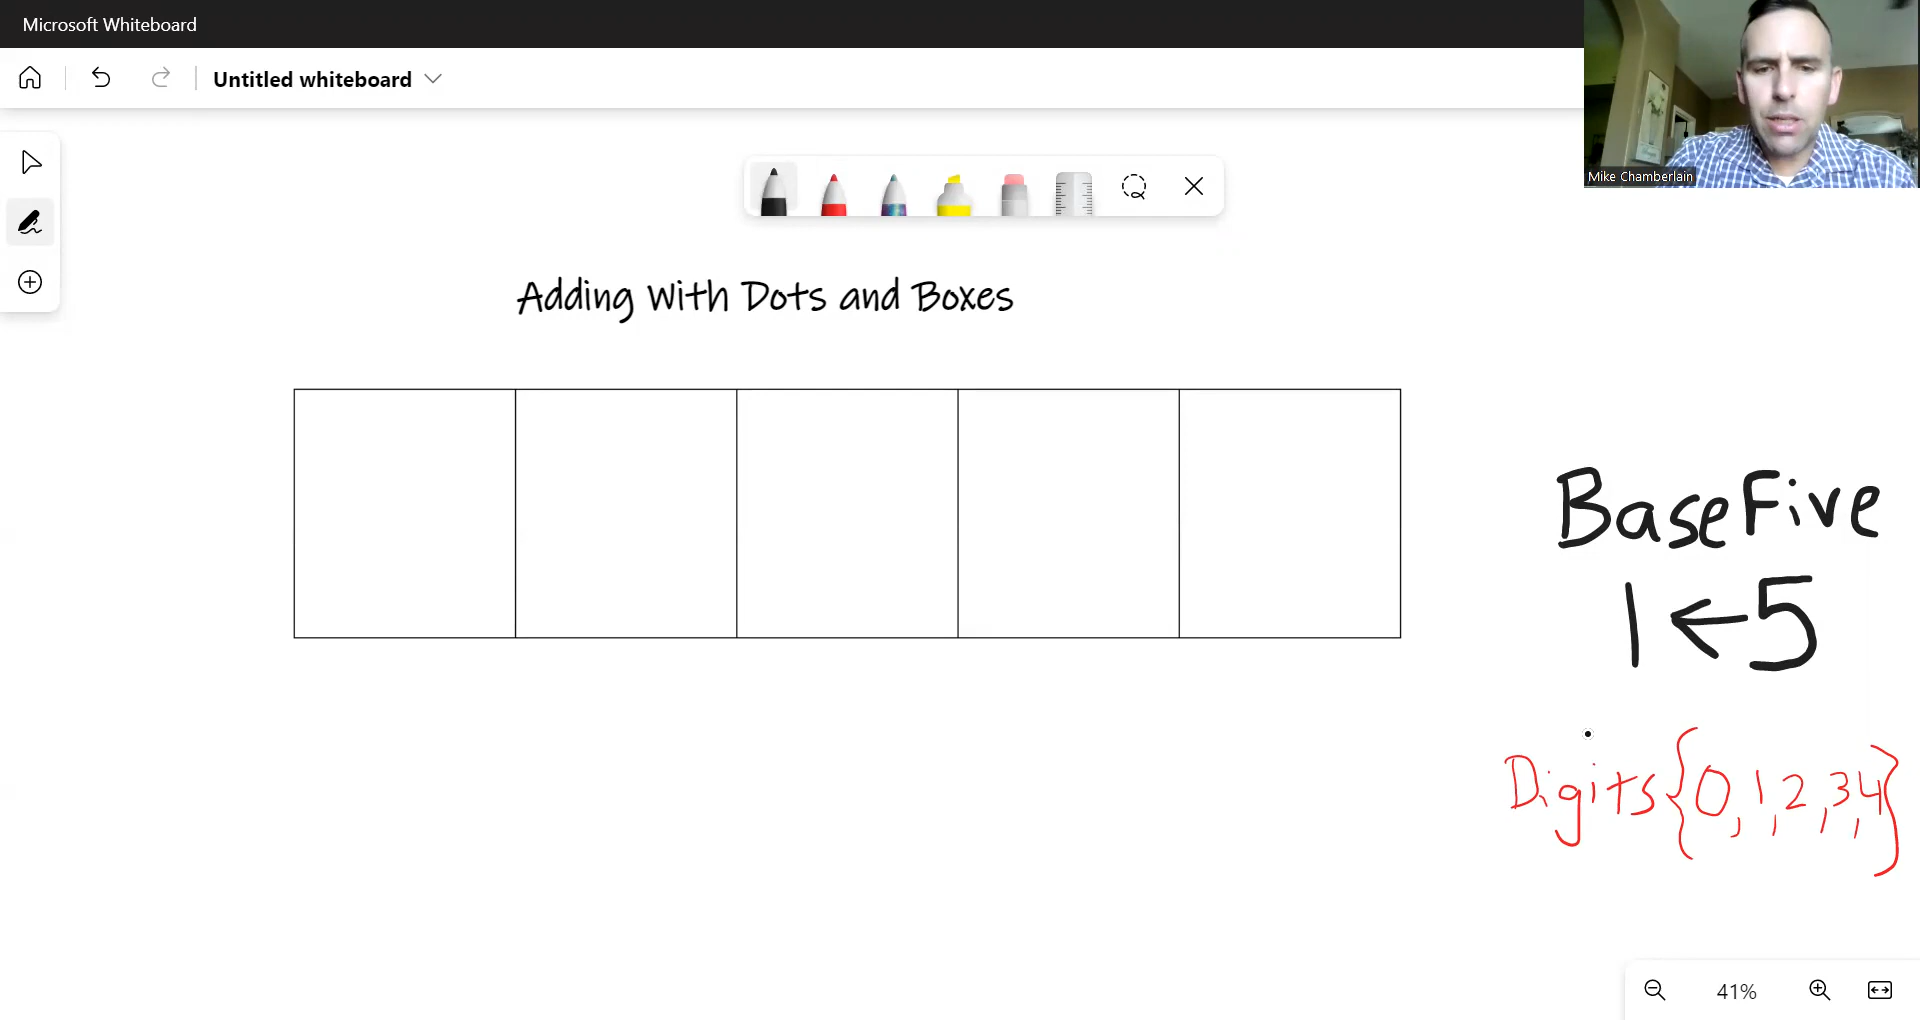 Microsoft Whiteboard
Untitled whiteboard
Mike Chamberlain
Adding With Dots and Boxes
Base Five
1←5
Digits{0,1,2,3,4}
41%